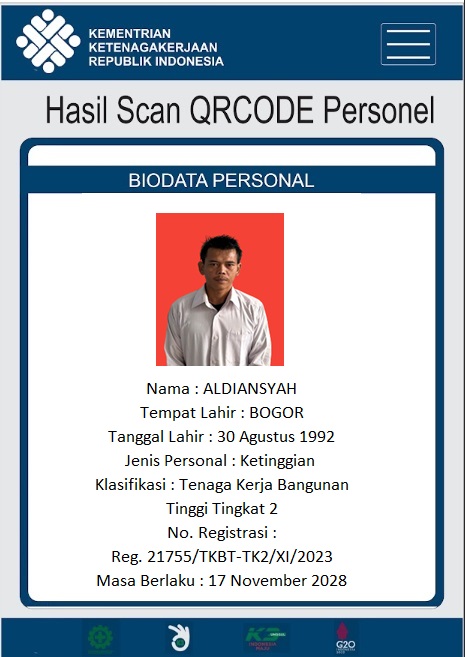 KEMENTRIAN
KETENAGAKERJAAN
REPUBLIK INDONESIA
Hasil Scan QRCODE Personel
BIODATA PERSONAL
Nama : ALDIANSYAH
Tempat Lahir : BOGOR
Tanggal Lahir : 30 Agustus 1992
Jenis Personal : Ketinggian
Klasifikasi : Tenaga Kerja Bangunan
Tinggi Tingkat 2
No. Registrasi :
Reg. 21755/TKBT-TK2/XI/2023
Masa Berlaku : 17 November 2028
G20